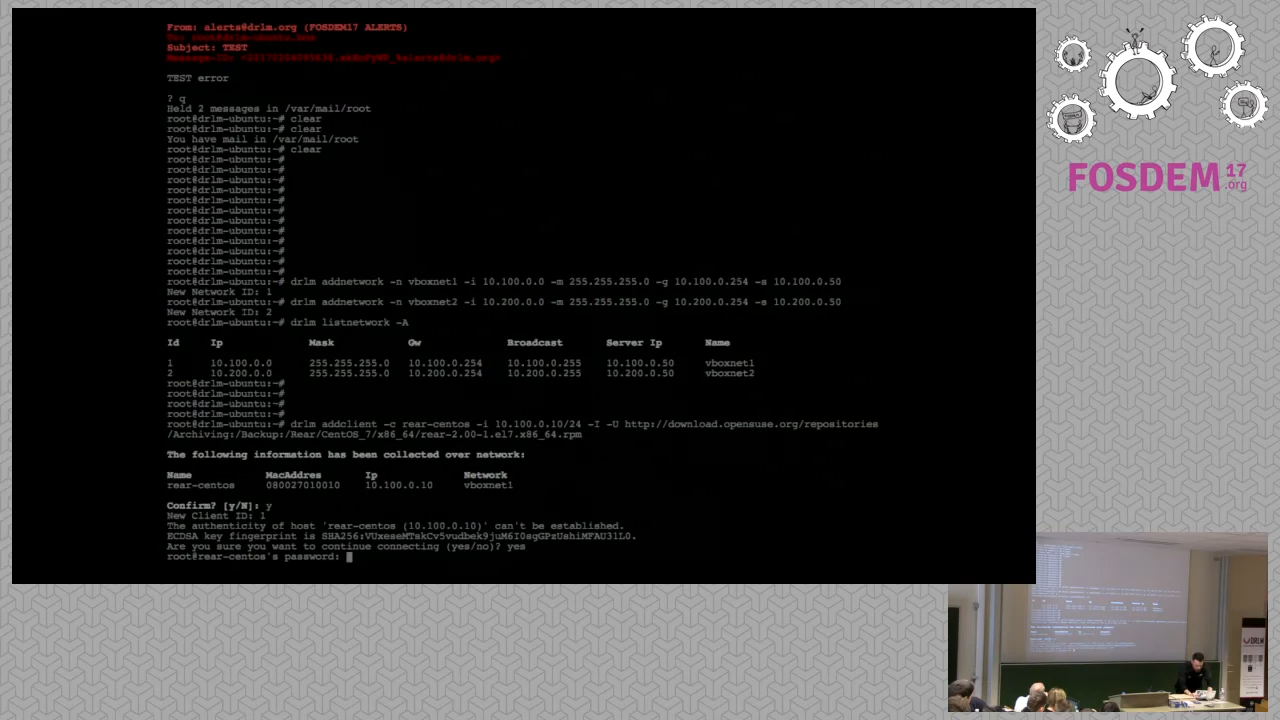 From: alerts@drlm.org (FOSDEM17 ALERTS)
Subject: TEST
TEST error
? q
Held 2 messages in /var/mail/root
root@drlm-ubuntu:~# clear
root@drlm-ubuntu:~# clear
You have mail in /var/mail/root
root@drlm-ubuntu:~# clear
root@drlm-ubuntu:~#
root@drlm-ubuntu:~#
root@drlm-ubuntu:~#
root@drlm-ubuntu:~#
root@drlm-ubuntu:~#
root@drlm-ubuntu:~#
root@drlm-ubuntu:~#
root@drlm-ubuntu:~#
root@drlm-ubuntu:~#
root@drlm-ubuntu:~#
root@drlm-ubuntu:~#
root@drlm-ubuntu:~#
root@drlm-ubuntu:~# drlm addnetwork -n vboxnet1 -i 10.100.0.0 -m 255.255.255.0 -g 10.100.0.254 -s 10.100.0.50
New Network ID: 1
root@drlm-ubuntu:~# drlm addnetwork -n vboxnet2 -i 10.200.0.0 -m 255.255.255.0 -g 10.200.0.254 -s 10.200.0.50
New Network ID: 2
root@drlm-ubuntu:~# drlm listnetwork -A
Id Ip Mask Gw Broadcast Server Ip Name
1 10.100.0.0 255.255.255.0 10.100.0.254 10.100.0.255 10.100.0.50 vboxnet1
2 10.200.0.0 255.255.255.0 10.200.0.254 10.200.0.255 10.200.0.50 vboxnet2
root@drlm-ubuntu:~#
root@drlm-ubuntu:~#
root@drlm-ubuntu:~#
root@drlm-ubuntu:~#
root@drlm-ubuntu:~# drlm addclient -c rear-centos -i 10.100.0.10/24 -I -U http://download.opensuse.org/repositories
/Archiving:/Backup:/Rear/CentOS_7/x86_64/rear-2.00-1.el7.x86_64.rpm
The following information has been collected over network:
Name MacAddres Ip Network
rear-centos 080027010010 10.100.0.10 vboxnet1
Confirm? [y/N]: y
New Client ID: 1
The authenticity of host 'rear-centos (10.100.0.10)' can't be established.
ECDSA key fingerprint is
Are you sure you want to continue connecting (yes/no)? yes
root@rear-centos's password:
FOSDEM 17
.org
DRLM